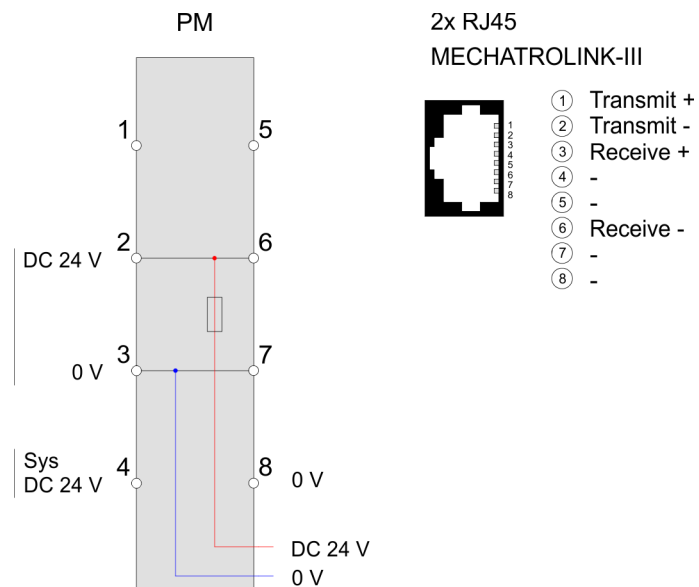 PM
1 5
2 6
DC 24 V
3 7
0 V
Sys
DC 24 V
4 8
0 V
DC 24 V
0 V
2x RJ45
MECHATROLINK-III
1
2
3
4
5
6
7
8
1 Transmit +
2 Transmit -
3 Receive +
4 -
5 -
6 Receive -
7 -
8 -